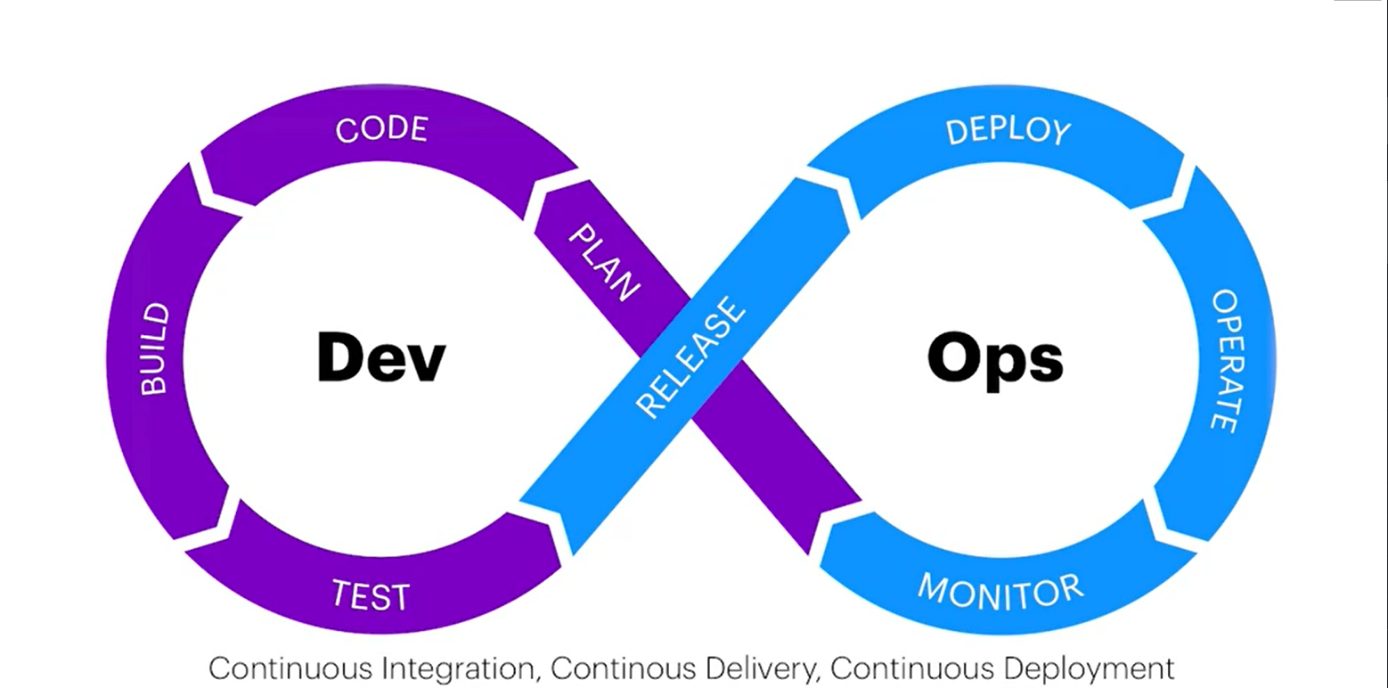 CODE
DEPLOY
PLAN
BUILD
Dev
RELEASE
Ops
OPERATE
TEST
MONITOR
Continuous Integration, Continous Delivery, Continuous Deployment